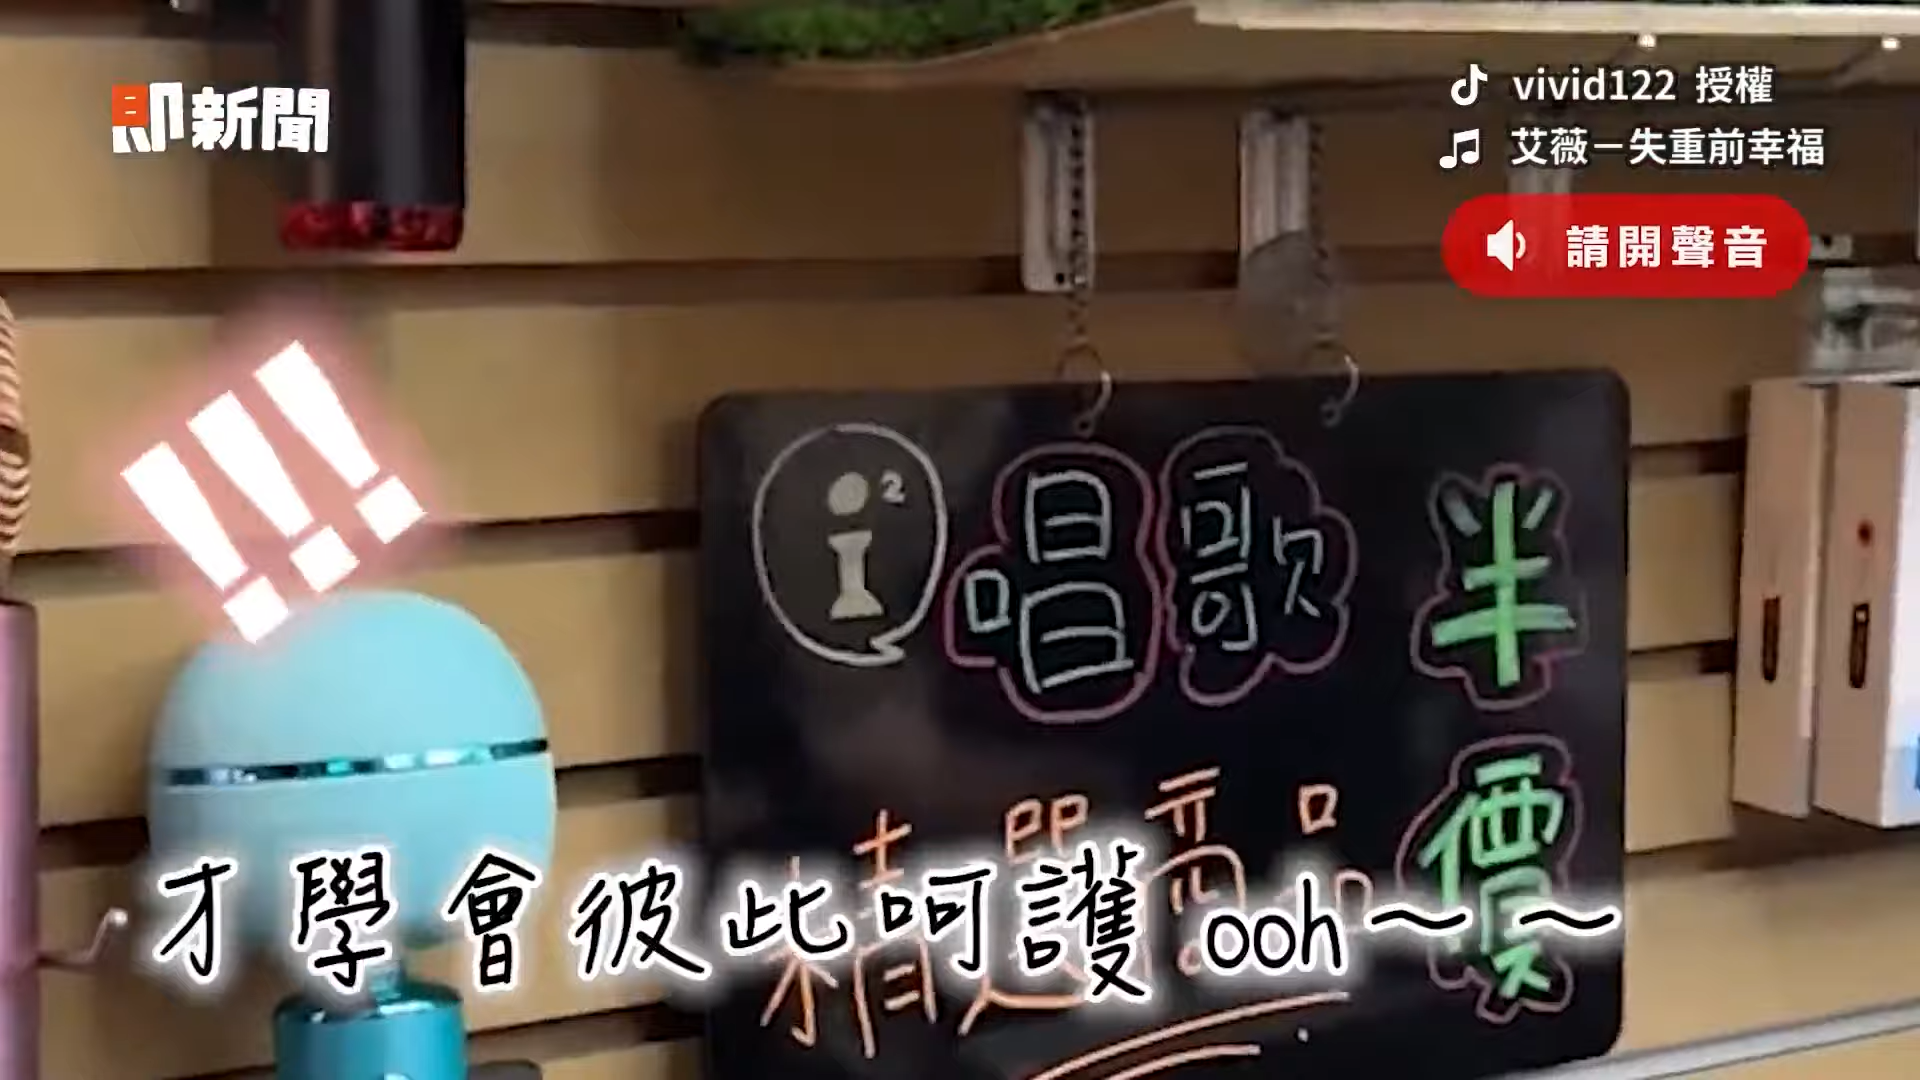 即新聞
vivid122 授權
艾薇－失重前幸福
請開聲音
!!!
i²
唱歌
半價
精選商品
才學會彼此呵護 ooh～～